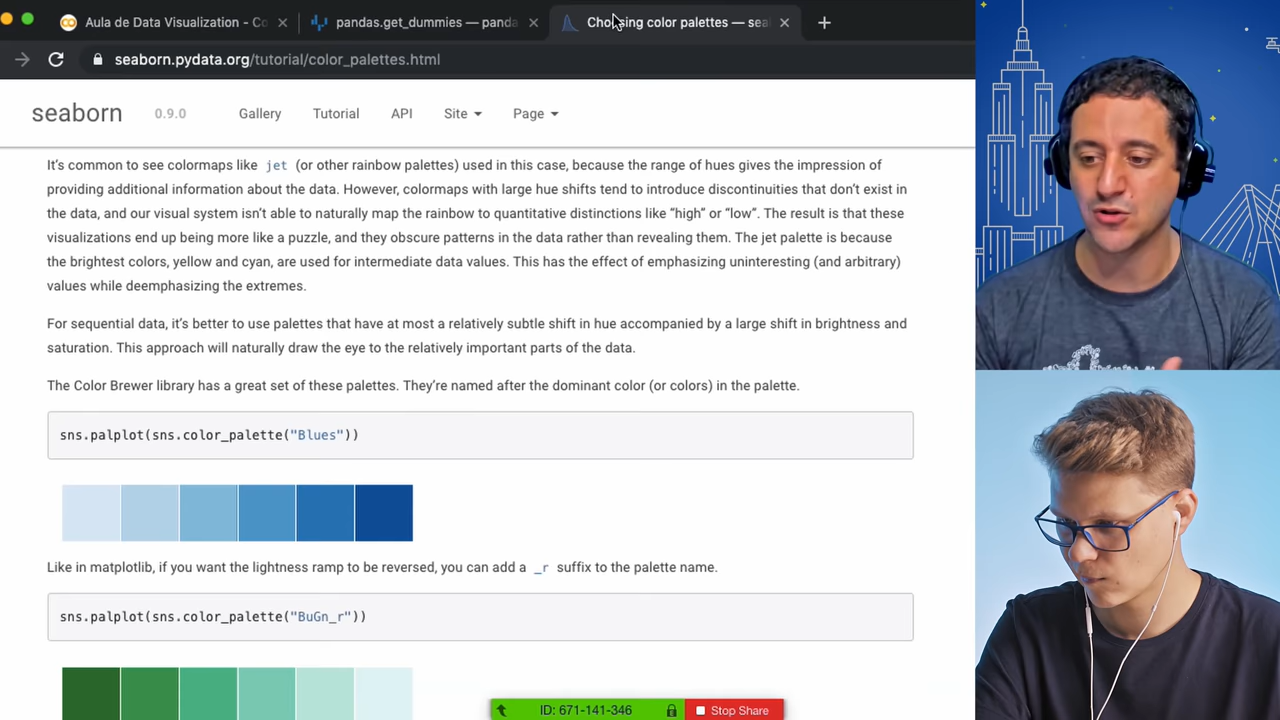 Aula de Data Visualization - Co
pandas.get_dummies — panda
Choosing color palettes — sea
seaborn.pydata.org/tutorial/color_palettes.html
seaborn 0.9.0 Gallery Tutorial API Site Page
It's common to see colormaps like jet (or other rainbow palettes) used in this case, because the range of hues gives the impression of
providing additional information about the data. However, colormaps with large hue shifts tend to introduce discontinuities that don't exist in
the data, and our visual system isn't able to naturally map the rainbow to quantitative distinctions like “high” or “low”. The result is that these
visualizations end up being more like a puzzle, and they obscure patterns in the data rather than revealing them. The jet palette is because
the brightest colors, yellow and cyan, are used for intermediate data values. This has the effect of emphasizing uninteresting (and arbitrary)
values while deemphasizing the extremes.
For sequential data, it's better to use palettes that have at most a relatively subtle shift in hue accompanied by a large shift in brightness and
saturation. This approach will naturally draw the eye to the relatively important parts of the data.
The Color Brewer library has a great set of these palettes. They're named after the dominant color (or colors) in the palette.
sns.palplot(sns.color_palette("Blues"))
Like in matplotlib, if you want the lightness ramp to be reversed, you can add a _r suffix to the palette name.
sns.palplot(sns.color_palette("BuGn_r"))
ID: 671-141-346
Stop Share